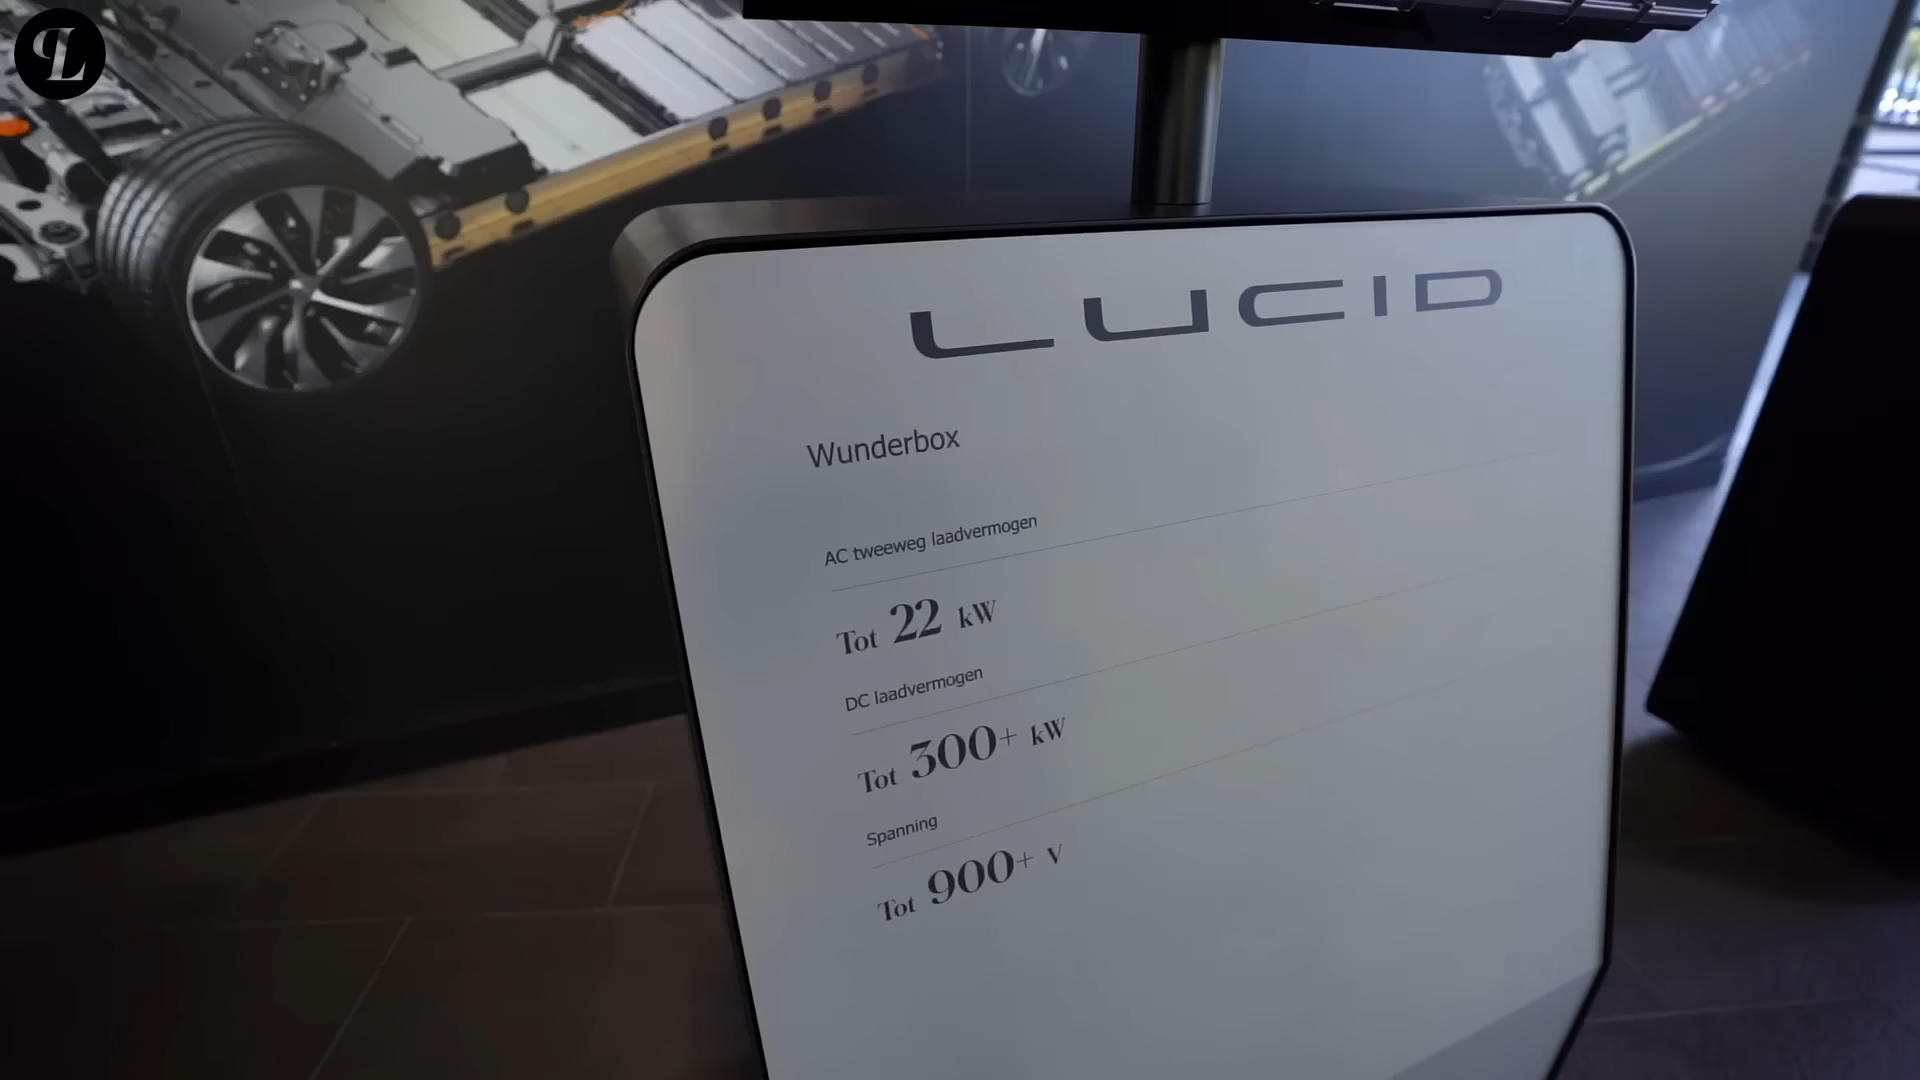 L
LUCID
Wunderbox
AC tweeweg laadvermogen
Tot 22 kW
DC laadvermogen
Tot 300+ kW
Spanning
Tot 900+ V